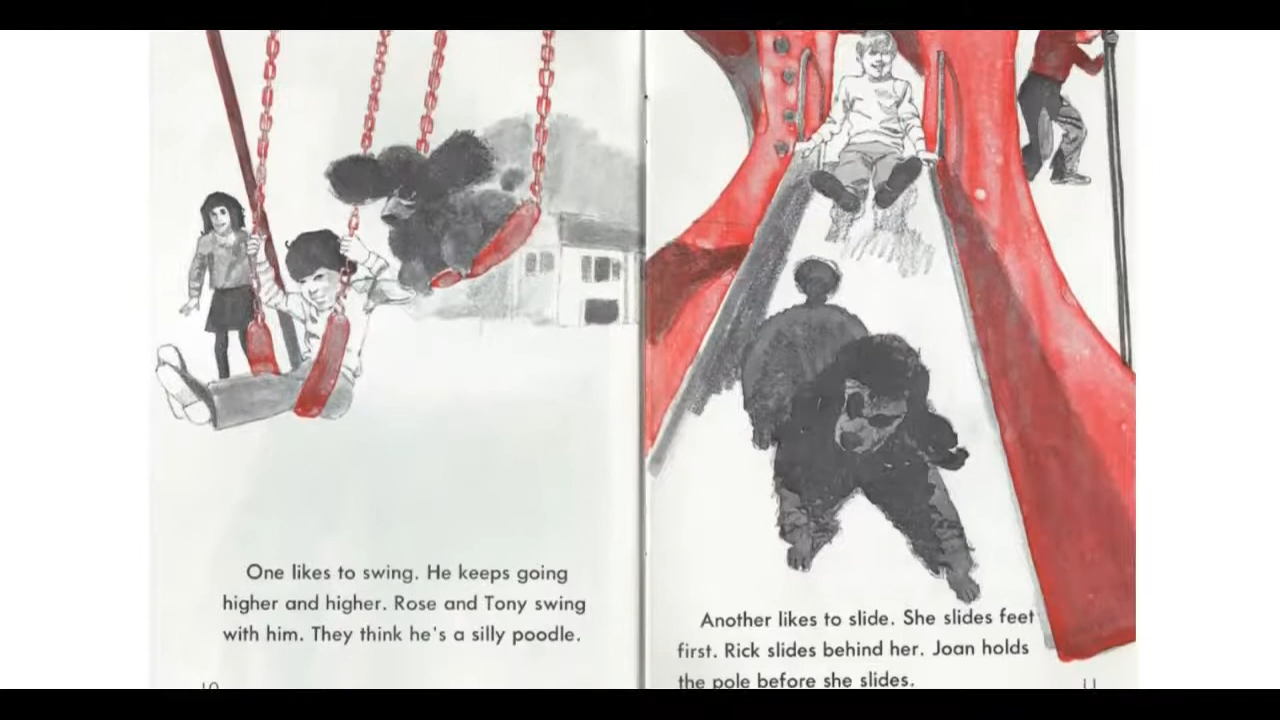 One likes to swing. He keeps going
higher and higher. Rose and Tony swing
with him. They think he's a silly poodle.
10
Another likes to slide. She slides feet
first. Rick slides behind her. Joan holds
the pole before she slides.
11